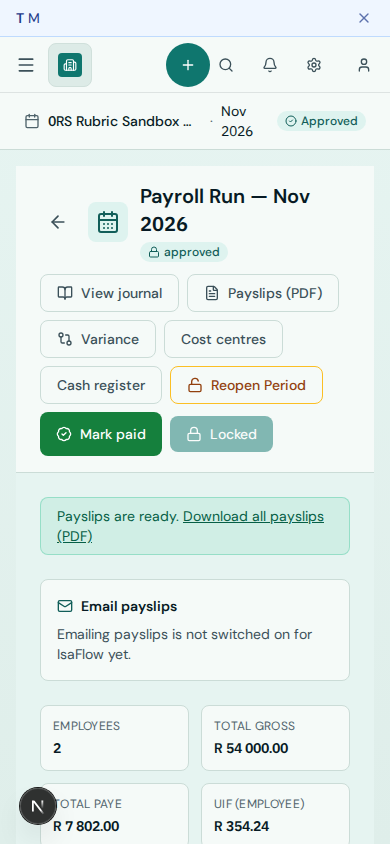 T M
0RS Rubric Sandbox ...
· Nov 2026
Approved
Payroll Run — Nov
2026
approved
View journal
Payslips (PDF)
Variance
Cost centres
Cash register
Reopen Period
Mark paid
Locked
Payslips are ready. Download all payslips
(PDF)
Email payslips
Emailing payslips is not switched on for
IsaFlow yet.
EMPLOYEES
2
TOTAL GROSS
R 54 000.00
TOTAL PAYE
R 7 802.00
UIF (EMPLOYEE)
R 354.24
N